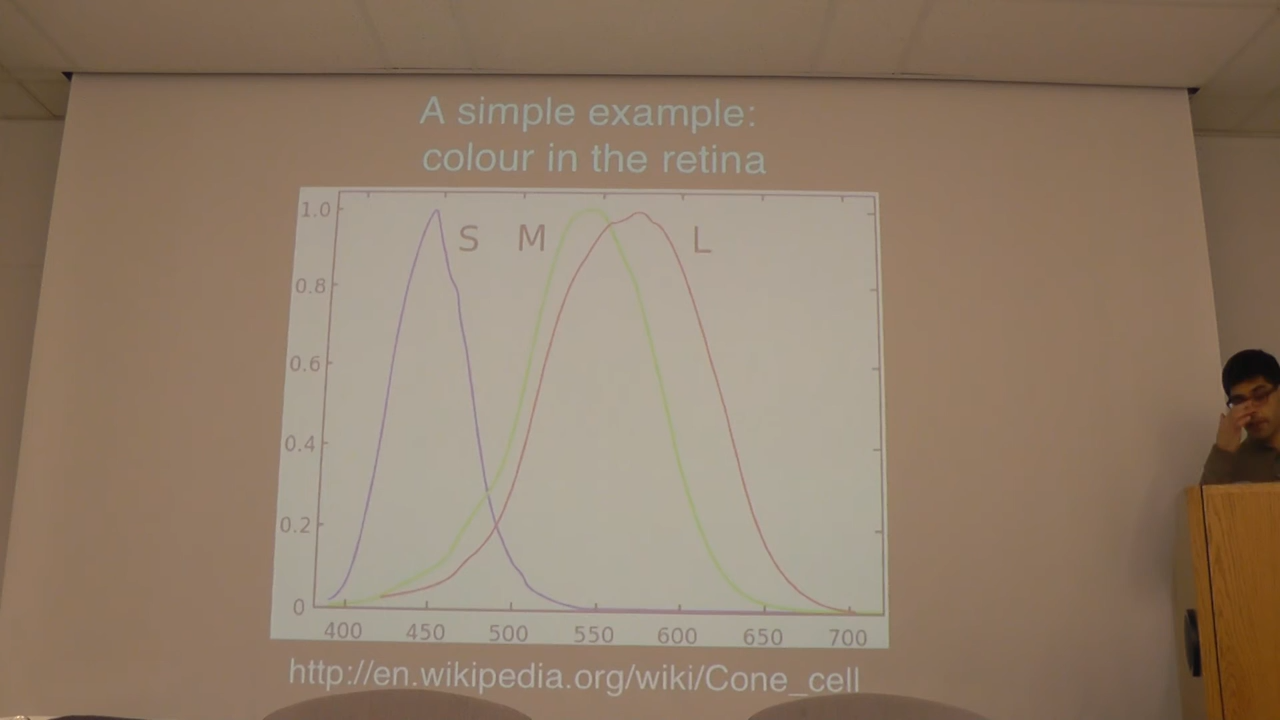 A simple example:
colour in the retina
1.0
S M L
0.8
0.6
0.4
0.2
0
400 450 500 550 600 650 700
http://en.wikipedia.org/wiki/Cone_cell